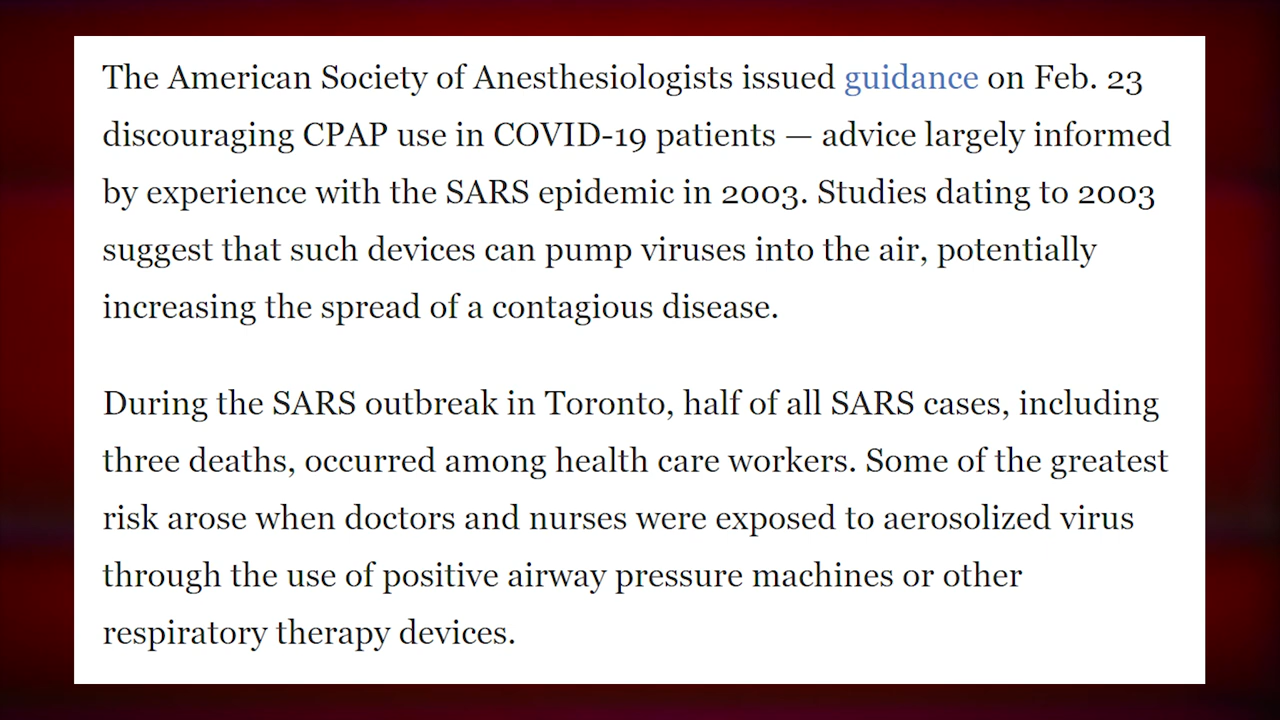 The American Society of Anesthesiologists issued guidance on Feb. 23
discouraging CPAP use in COVID-19 patients — advice largely informed
by experience with the SARS epidemic in 2003. Studies dating to 2003
suggest that such devices can pump viruses into the air, potentially
increasing the spread of a contagious disease.
During the SARS outbreak in Toronto, half of all SARS cases, including
three deaths, occurred among health care workers. Some of the greatest
risk arose when doctors and nurses were exposed to aerosolized virus
through the use of positive airway pressure machines or other
respiratory therapy devices.